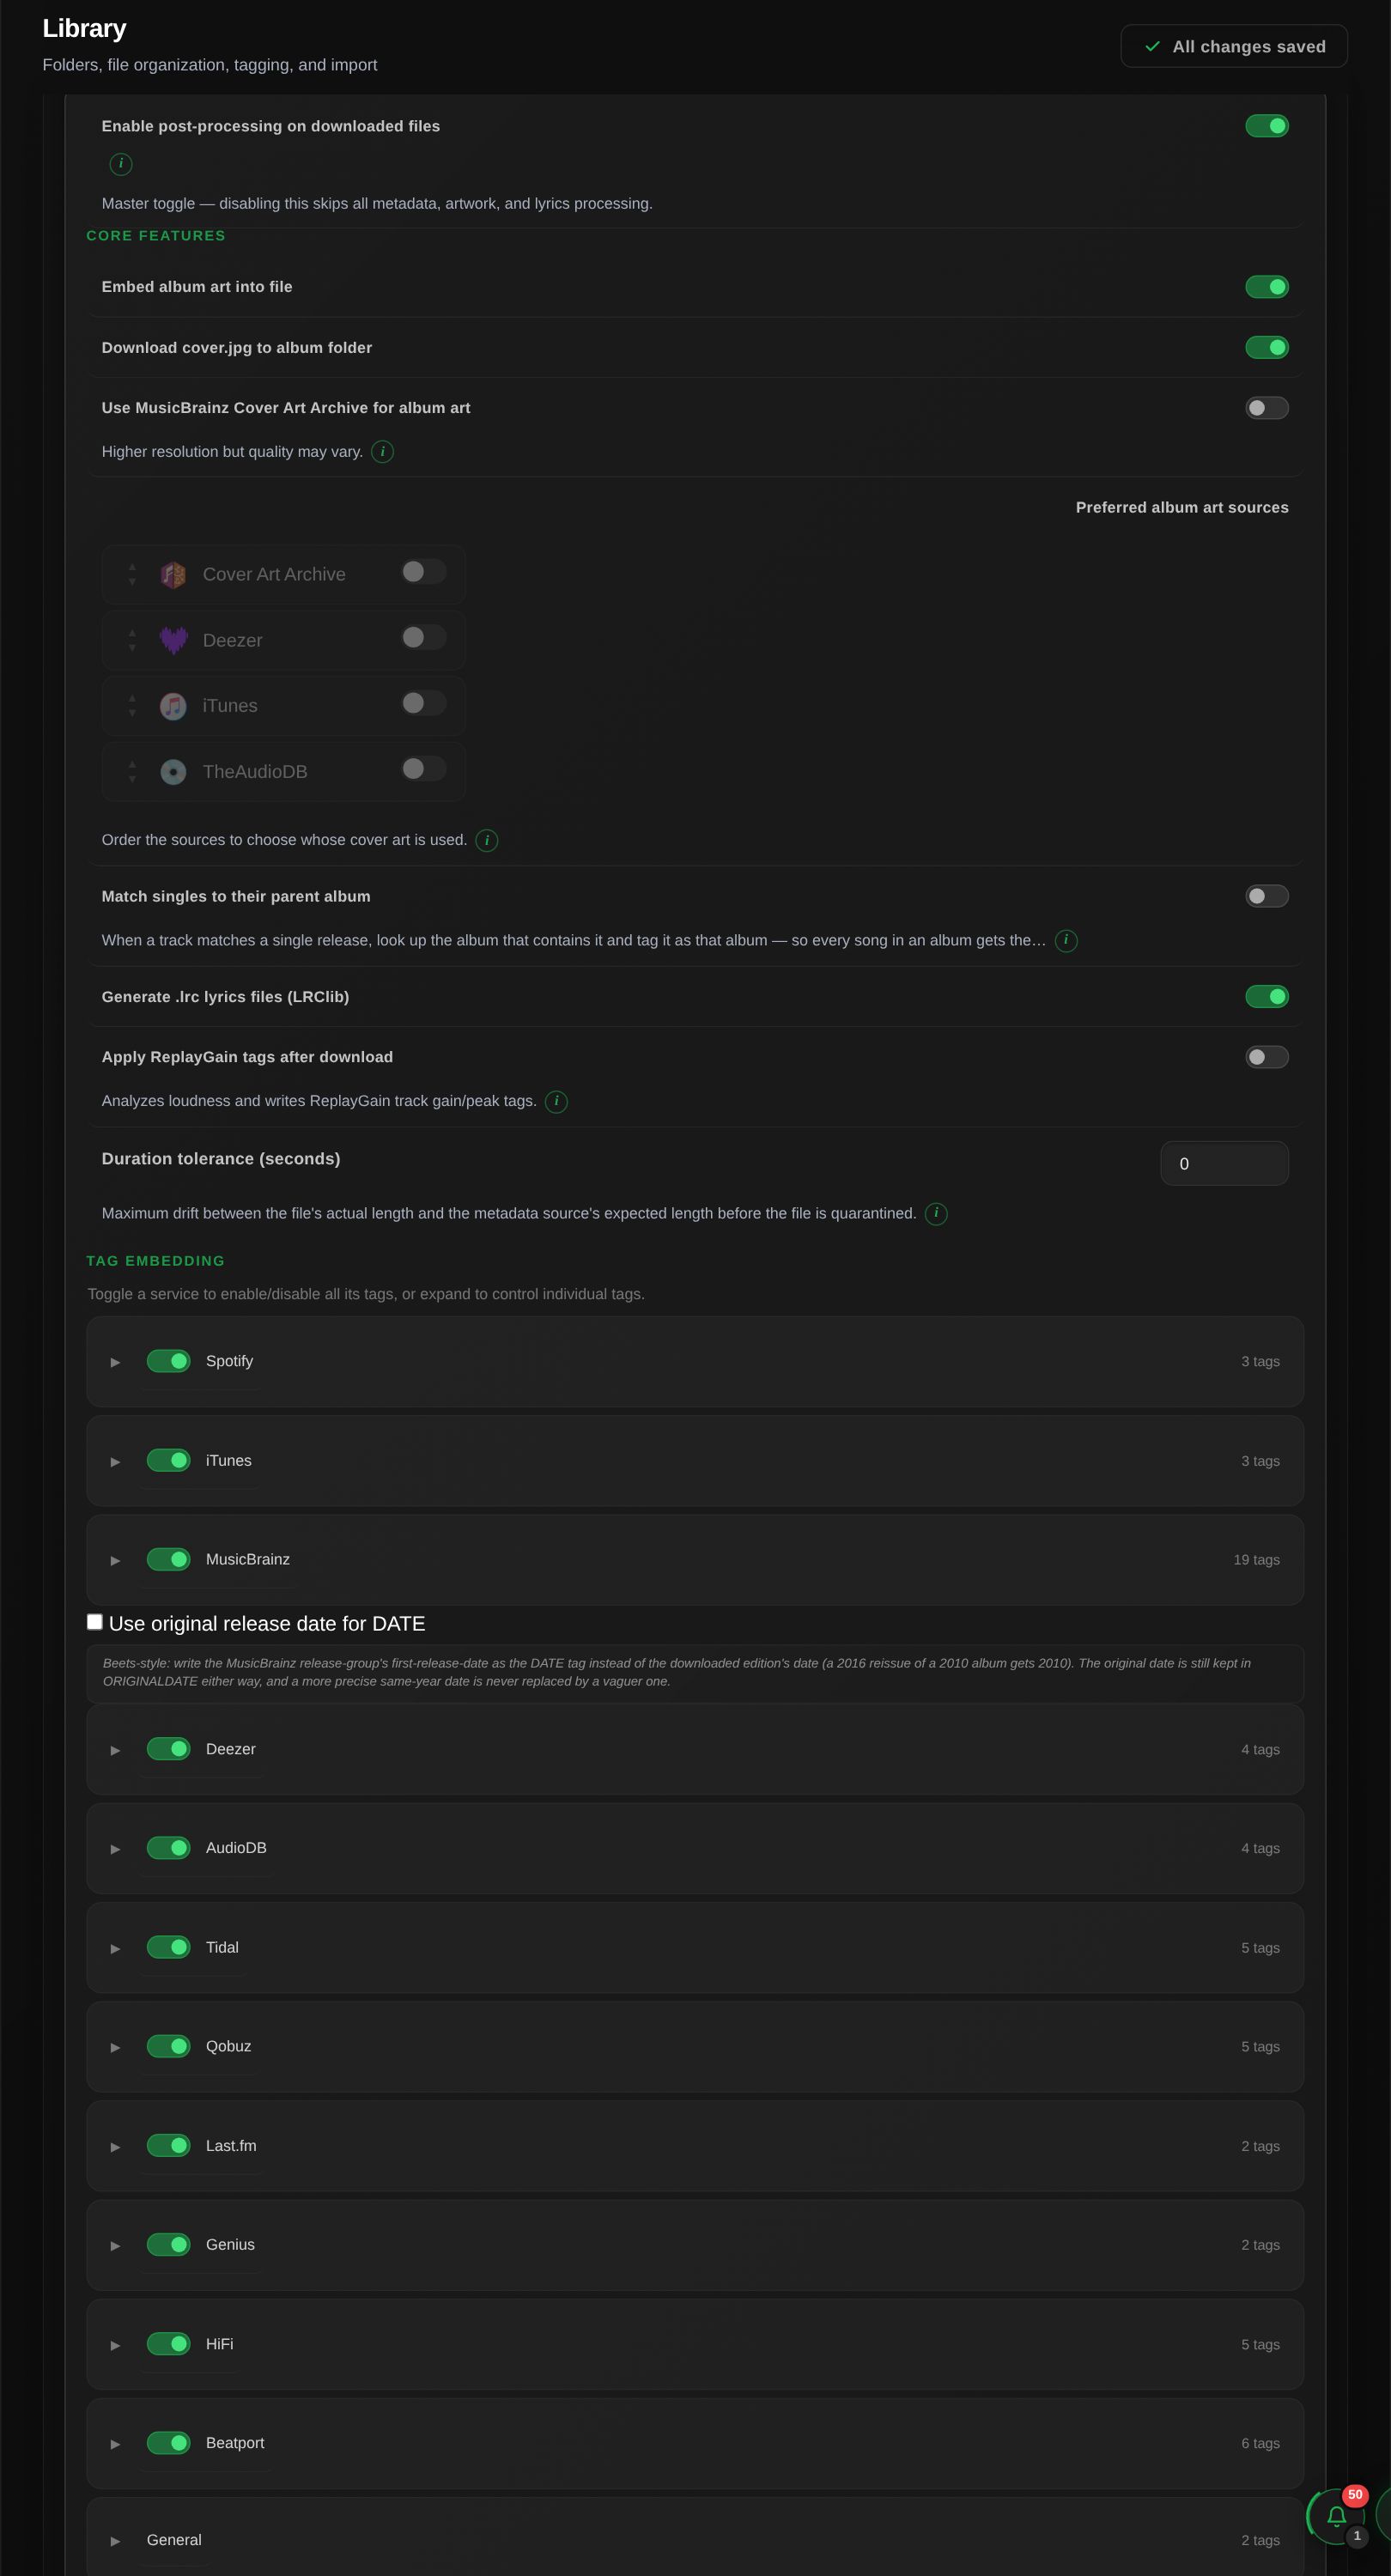 Library
Folders, file organization, tagging, and import
All changes saved
Enable post-processing on downloaded files
i
Master toggle — disabling this skips all metadata, artwork, and lyrics processing.
CORE FEATURES
Embed album art into file
Download cover.jpg to album folder
Use MusicBrainz Cover Art Archive for album art
Higher resolution but quality may vary. i
Preferred album art sources
Cover Art Archive
Deezer
iTunes
TheAudioDB
Order the sources to choose whose cover art is used. i
Match singles to their parent album
When a track matches a single release, look up the album that contains it and tag it as that album — so every song in an album gets the… i
Generate .lrc lyrics files (LRClib)
Apply ReplayGain tags after download
Analyzes loudness and writes ReplayGain track gain/peak tags. i
Duration tolerance (seconds) 0
Maximum drift between the file's actual length and the metadata source's expected length before the file is quarantined. i
TAG EMBEDDING
Toggle a service to enable/disable all its tags, or expand to control individual tags.
Spotify 3 tags
iTunes 3 tags
MusicBrainz 19 tags
Use original release date for DATE
Beets-style: write the MusicBrainz release-group's first-release-date as the DATE tag instead of the downloaded edition's date (a 2016 reissue of a 2010 album gets 2010). The original date is still kept in
ORIGINALDATE either way, and a more precise same-year date is never replaced by a vaguer one.
Deezer 4 tags
AudioDB 4 tags
Tidal 5 tags
Qobuz 5 tags
Last.fm 2 tags
Genius 2 tags
HiFi 5 tags
Beatport 6 tags
General 2 tags
50
1